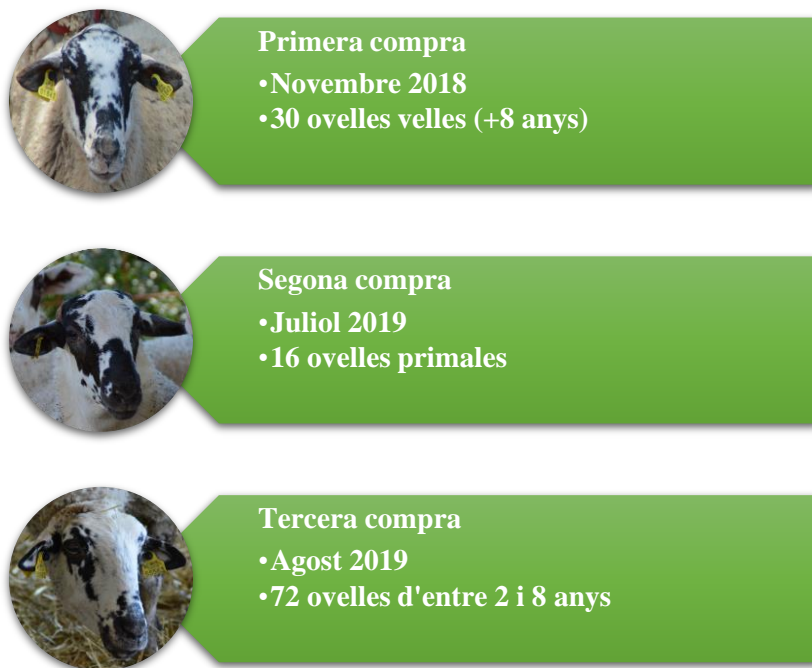 Primera compra
•Novembre 2018
•30 ovelles velles (+8 anys)
Segona compra
•Juliol 2019
•16 ovelles primales
Tercera compra
•Agost 2019
•72 ovelles d'entre 2 i 8 anys